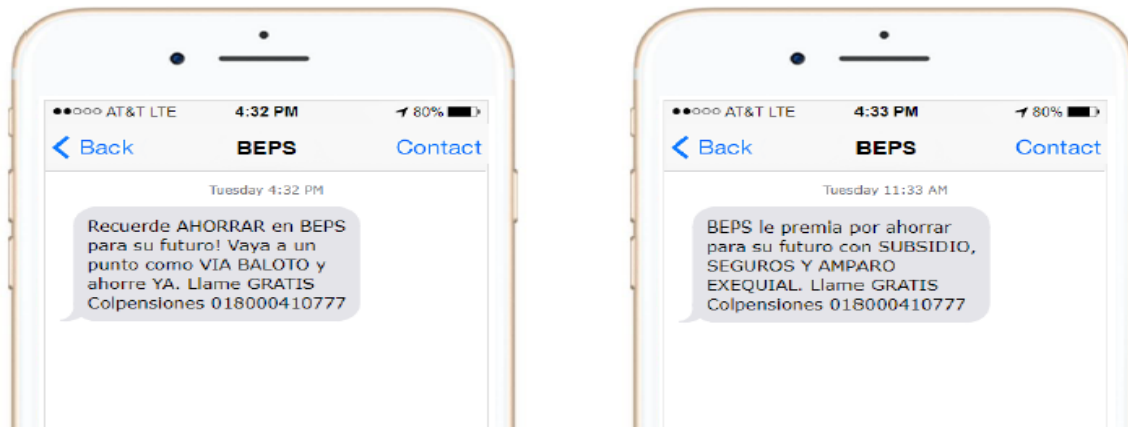 AT&T LTE 4:32 PM 80%
Back BEPS Contact
Tuesday 4:32 PM
Recuerde AHORRAR en BEPS
para su futuro! Vaya a un
punto como VIA BALOTO y
ahorre YA. Llame GRATIS
Colpensiones 018000410777
AT&T LTE 4:33 PM 80%
Back BEPS Contact
Tuesday 11:33 AM
BEPS le premia por ahorrar
para su futuro con SUBSIDIO,
SEGUROS Y AMPARO
EXEQUIAL. Llame GRATIS
Colpensiones 018000410777